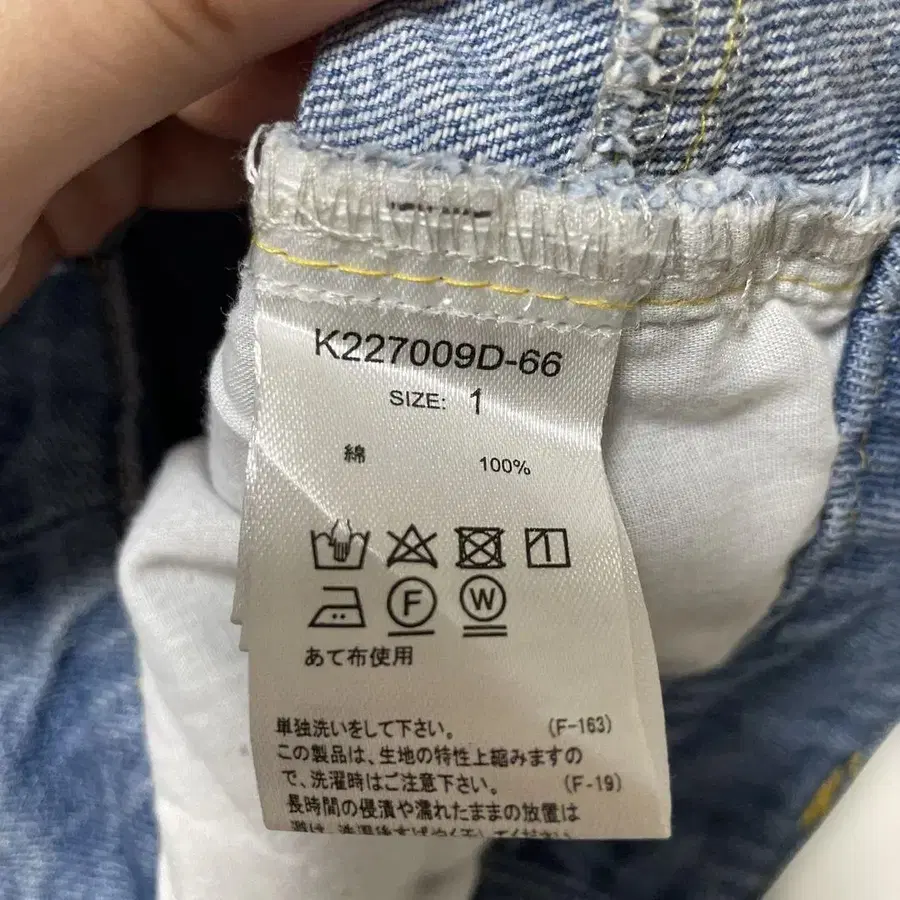 K227009D-66
SIZE: 1
綿 100%
F W
あて布使用
単独洗いをして下さい。 (F-163)
この製品は、生地の特性上縮みますの
で、洗濯時はご注意下さい。 (F-19)
長時間の侵漬や濡れたままの放置は